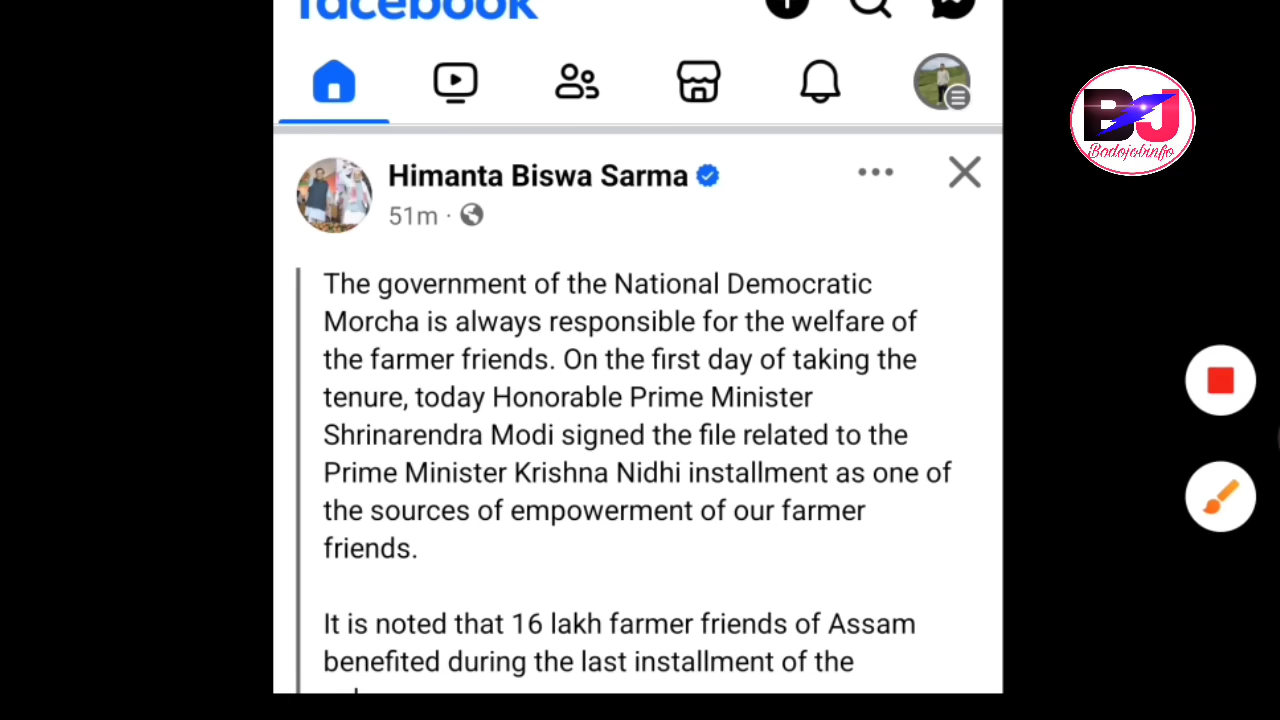 facebook
BJ
Bodojobinfo
Himanta Biswa Sarma
51m ·
The government of the National Democratic
Morcha is always responsible for the welfare of
the farmer friends. On the first day of taking the
tenure, today Honorable Prime Minister
Shrinarendra Modi signed the file related to the
Prime Minister Krishna Nidhi installment as one of
the sources of empowerment of our farmer
friends.
It is noted that 16 lakh farmer friends of Assam
benefited during the last installment of the